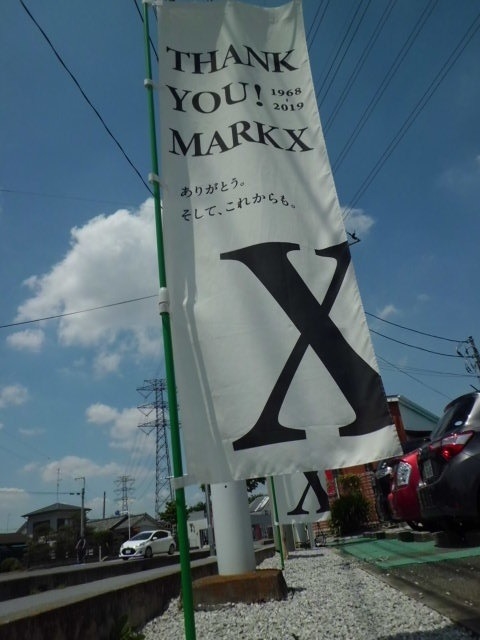 THANK
YOU! 1968
-
2019
MARKX
ありがとう。
そして、これからも。
X
X